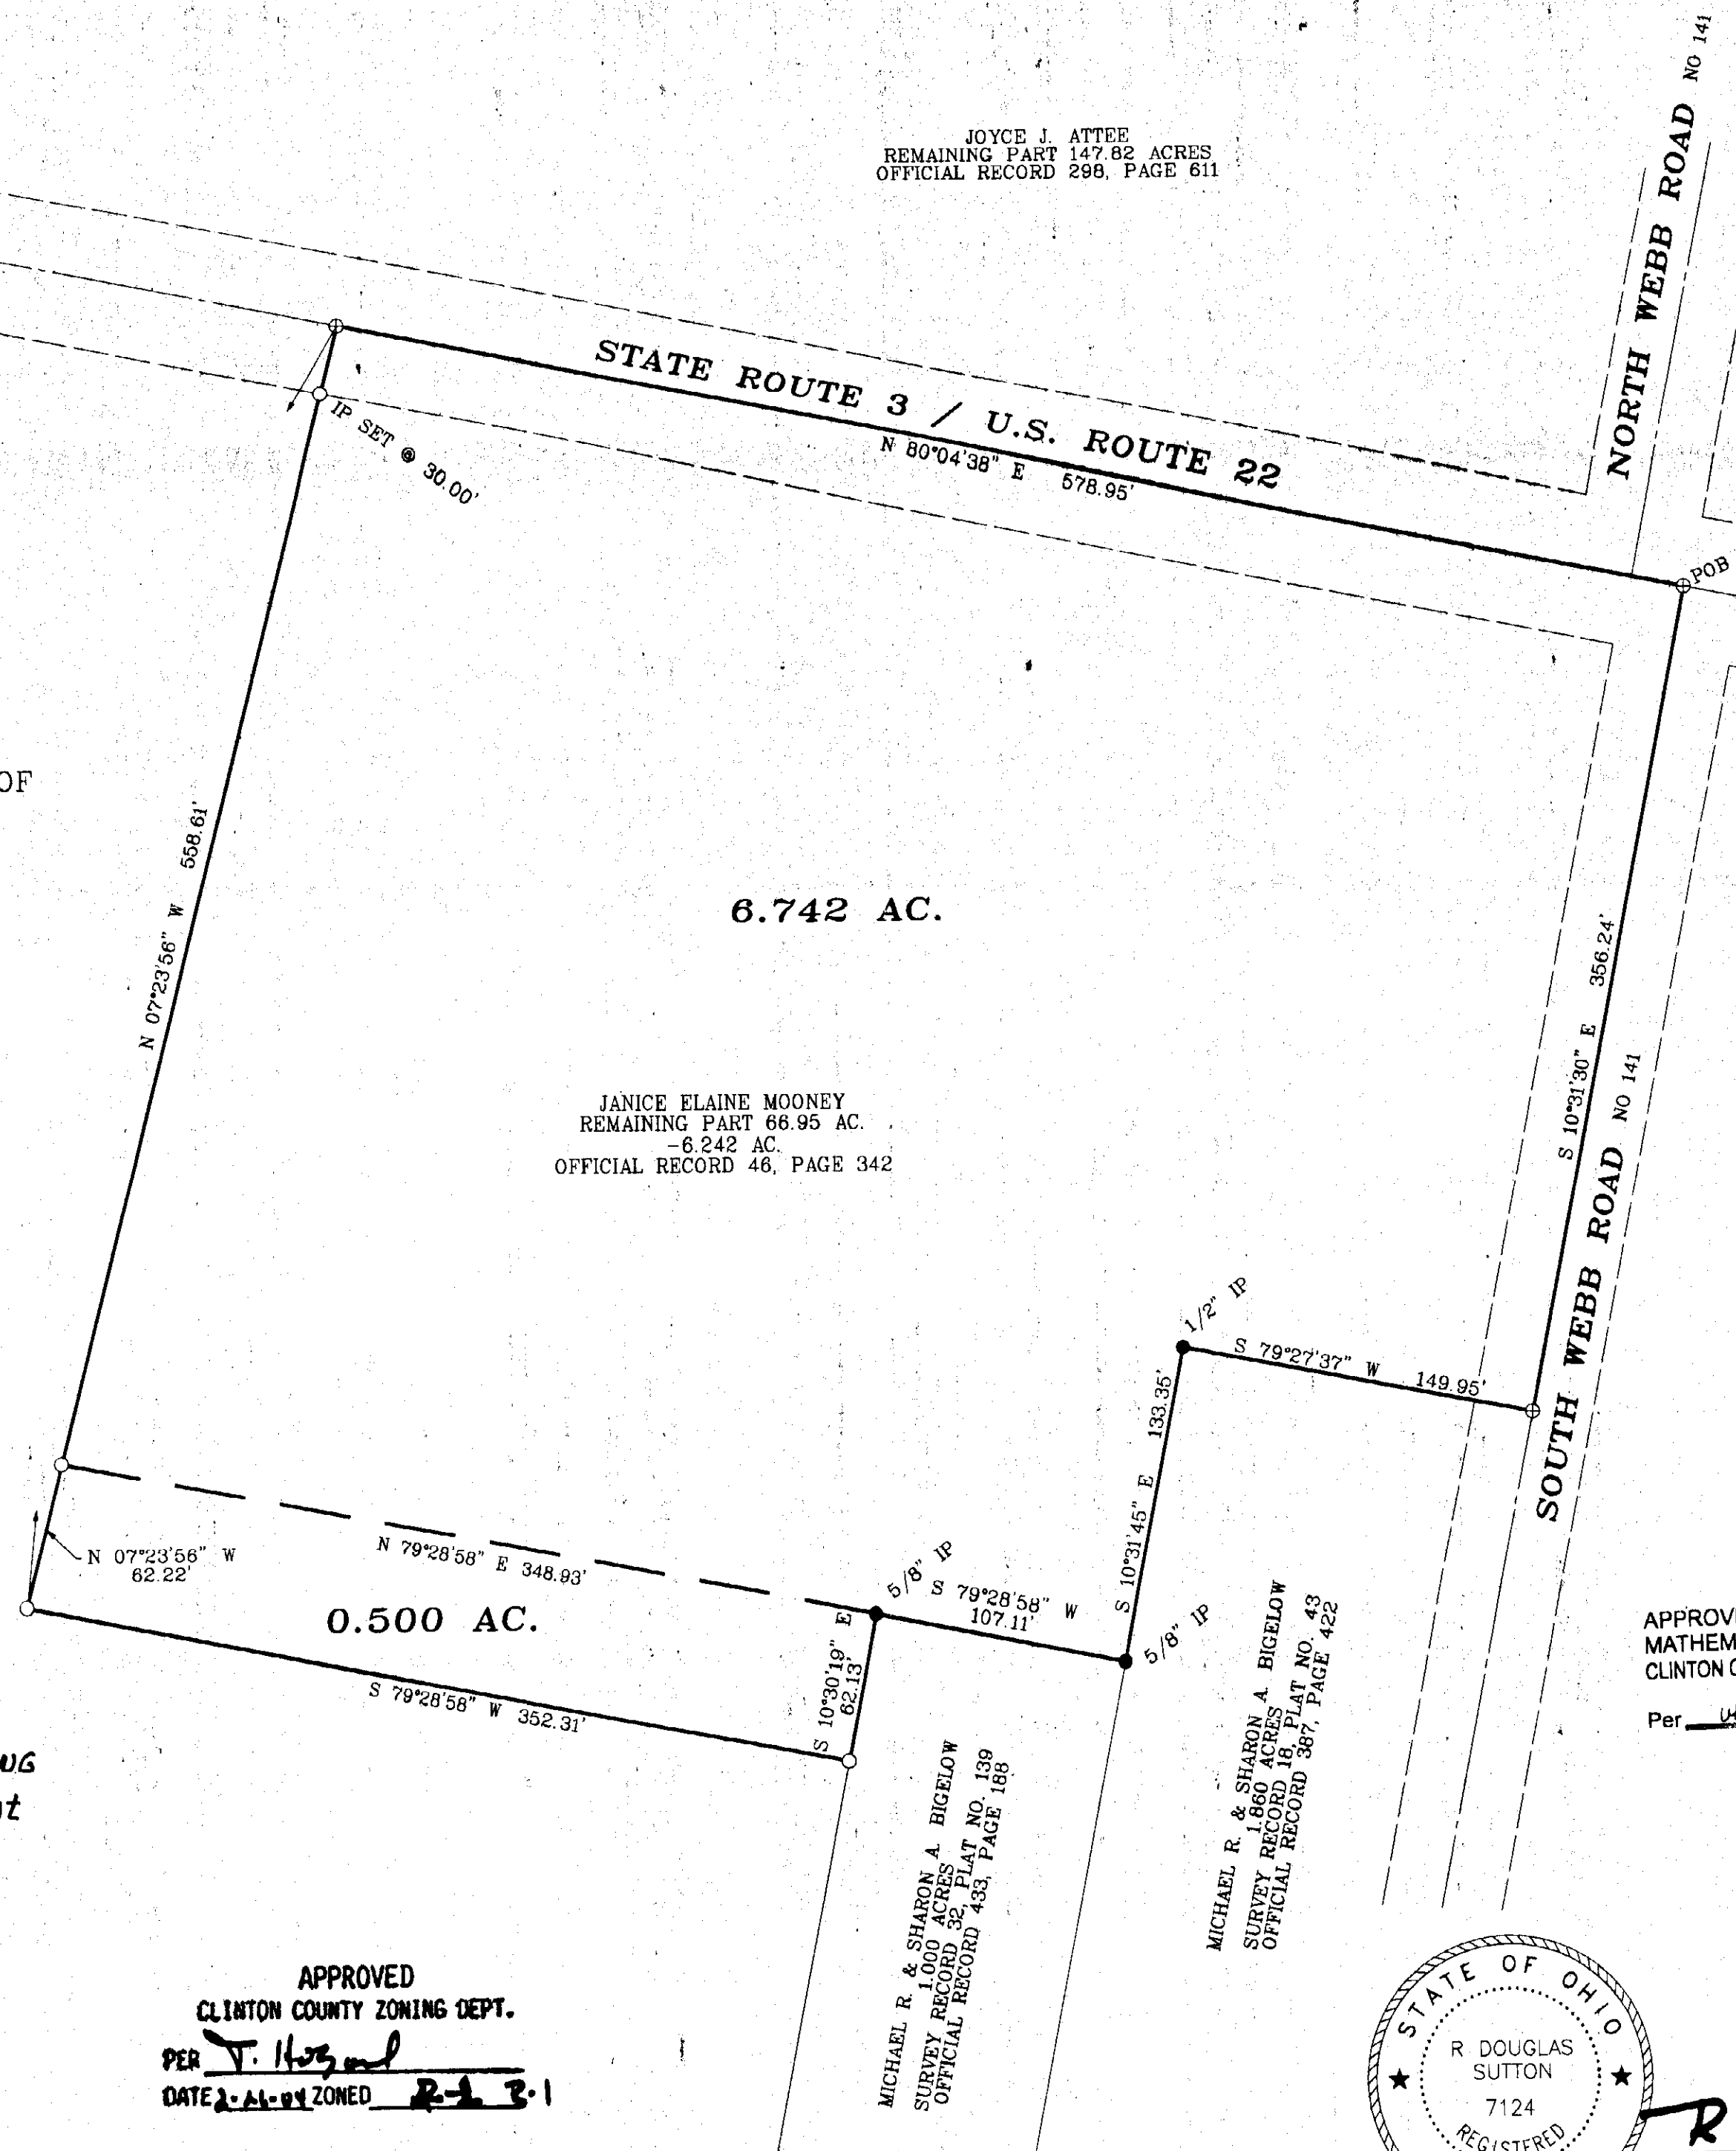 NO 141
NORTH WEBB ROAD
JOYCE J. ATTEE
REMAINING PART 147.82 ACRES
OFFICIAL RECORD 298, PAGE 611
STATE ROUTE 3 / U.S. ROUTE 22
N 80°04'38" E 578.95'
IP SET @ 30.00'
POB
OF
N 07°23'56" W 558.61'
6.742 AC.
S 10°31'30" E 356.24'
JANICE ELAINE MOONEY
REMAINING PART 66.95 AC.
-6.242 AC.
OFFICIAL RECORD 46, PAGE 342
SOUTH WEBB ROAD NO 141
1/2" IP
S 79°27'37" W 149.95'
S 10°31'45" E 133.35'
N 07°23'56" W
62.22'
N 79°28'58" E 348.93'
5/8" IP
S 79°28'58" W
107.11'
5/8" IP
0.500 AC.
S 10°30'19" E
62.13'
S 79°28'58" W 352.31'
MICHAEL R. & SHARON A. BIGELOW
1.000 ACRES
SURVEY RECORD 32, PLAT NO. 139
OFFICIAL RECORD 433, PAGE 188
MICHAEL R. & SHARON A. BIGELOW
1.860 ACRES
SURVEY RECORD 18, PLAT NO. 43
OFFICIAL RECORD 387, PAGE 422
APPROV
MATHEM
CLINTON C
Per
APPROVED
CLINTON COUNTY ZONING DEPT.
PER
DATE ZONED
STATE OF OHIO
R. DOUGLAS
SUTTON
7124
REGISTERED